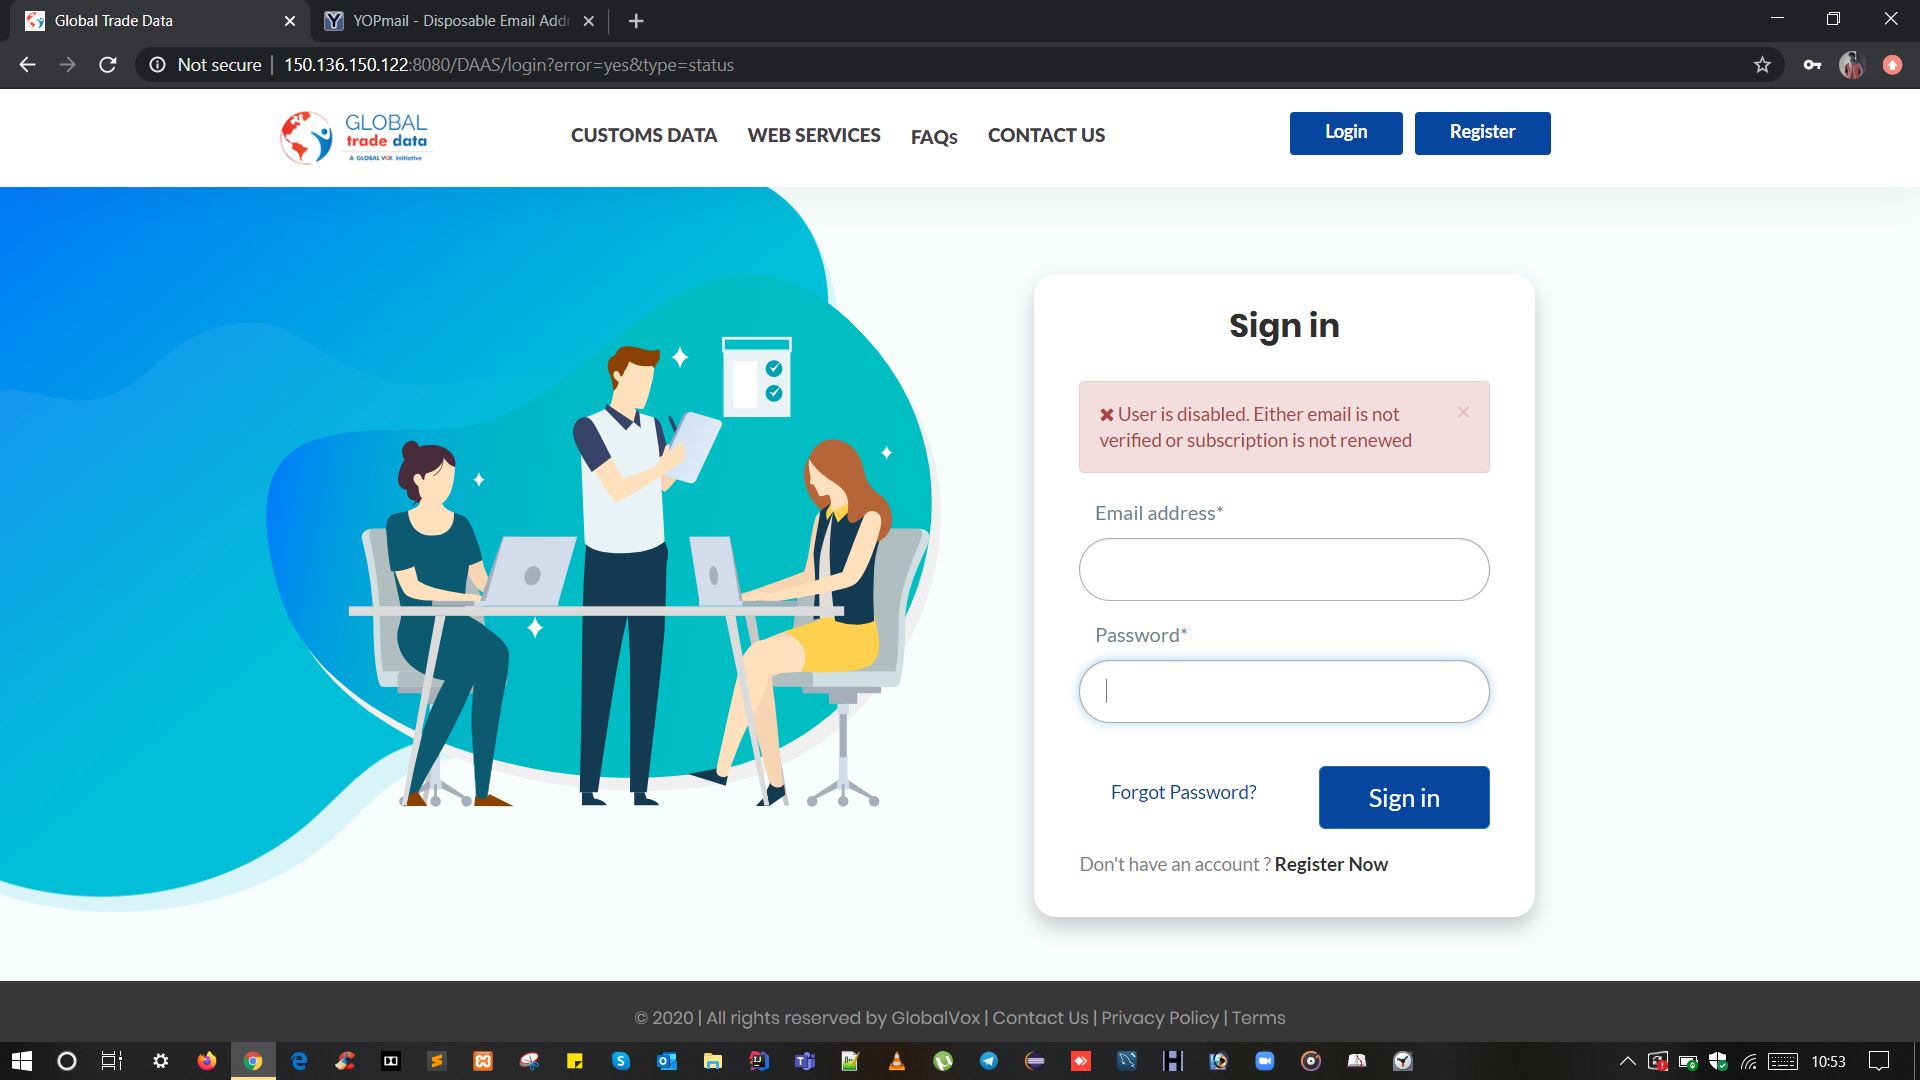 Global Trade Data
YOPmail - Disposable Email Addr
Not secure | 150.136.150.122:8080/DAAS/login?error=yes&type=status
GLOBAL
trade data
A GLOBAL VOX Initiative
CUSTOMS DATA
WEB SERVICES
FAQs
CONTACT US
Login
Register
Sign in
User is disabled. Either email is not
verified or subscription is not renewed
Email address*
Password*
Forgot Password?
Sign in
Don't have an account ? Register Now
© 2020 | All rights reserved by GlobalVox | Contact Us | Privacy Policy | Terms
10:53